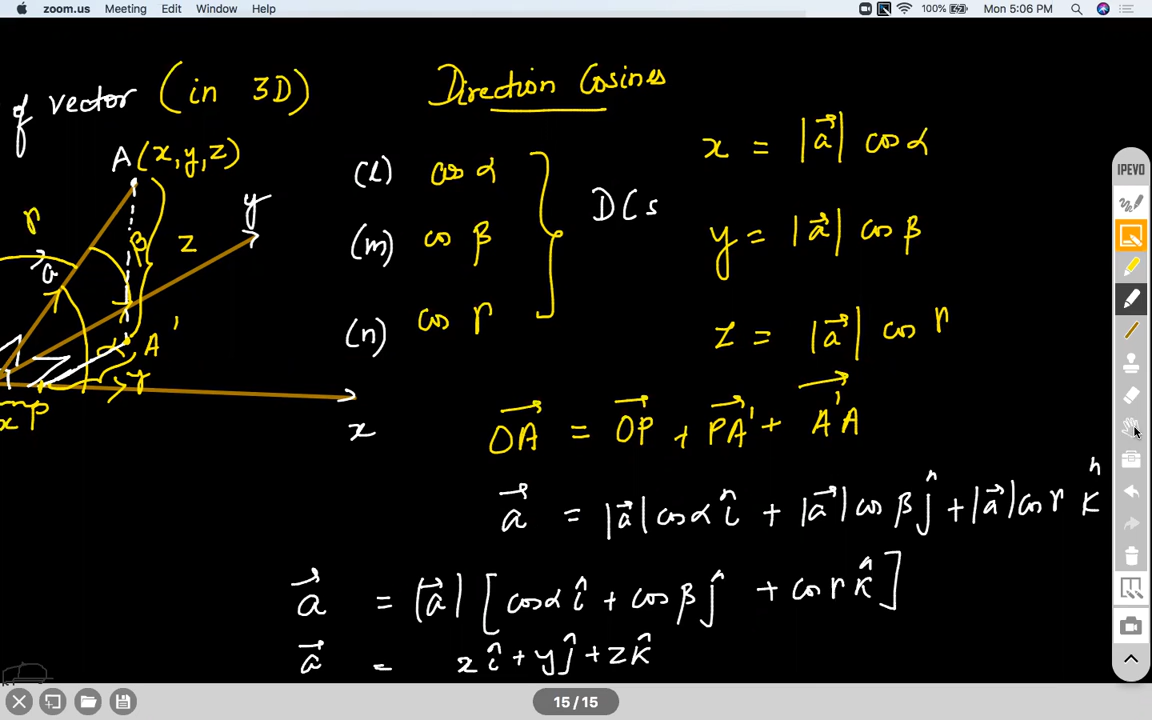 zoom.us Meeting Edit Window Help 100% Mon 5:06 PM
of vector (in 3D)
Direction Cosines
A (x, y, z)
y
γ
a
β
z
α
A'
y
x P
x
(l) cos α
(m) cos β
(n) cos γ
DCs
x = |a⃗| cos α
y = |a⃗| cos β
z = |a⃗| cos γ
OA⃗ = OP⃗ + PA'⃗ + A'A⃗
a⃗ = |a⃗| cos α î + |a⃗| cos β ĵ + |a⃗| cos γ k̂
a⃗ = |a⃗| [cos α î + cos β ĵ + cos γ k̂]
a⃗ = x î + y ĵ + z k̂
IPEVO
15 / 15